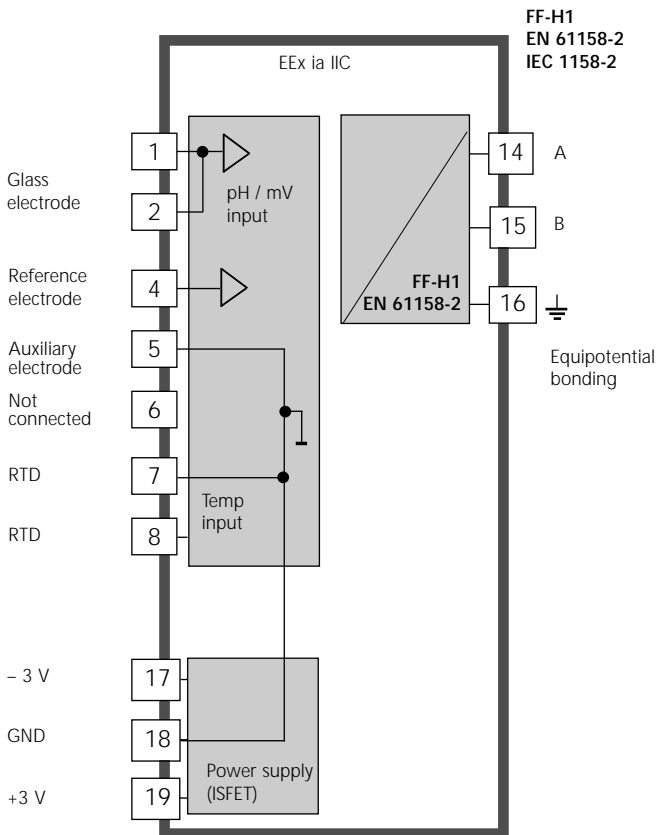 FF-H1
EN 61158-2
IEC 1158-2
EEx ia IIC
1
Glass
electrode
2
pH / mV
input
Reference
electrode
4
Auxiliary
electrode
5
Not
connected
6
RTD
7
RTD
8
Temp
input
– 3 V
17
GND
18
+3 V
19
Power supply
(ISFET)
14
A
15
B
FF-H1
EN 61158-2
16
Equipotential
bonding